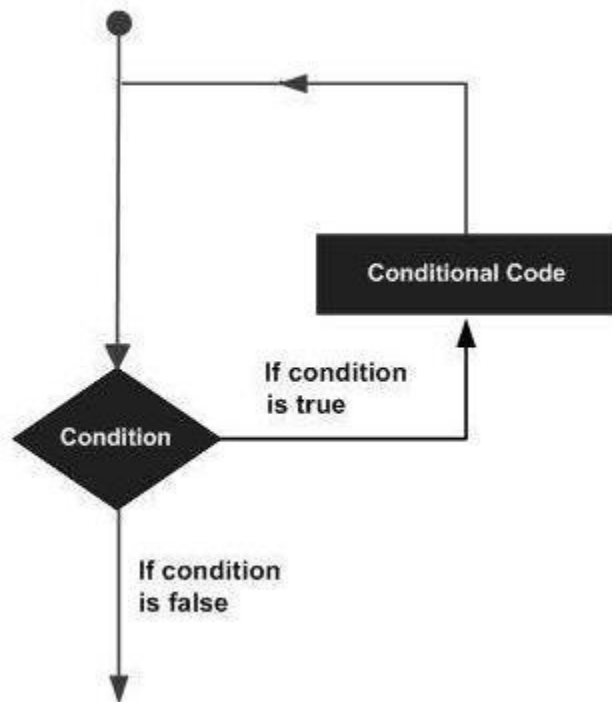 Conditional Code
If condition
is true
Condition
If condition
is false